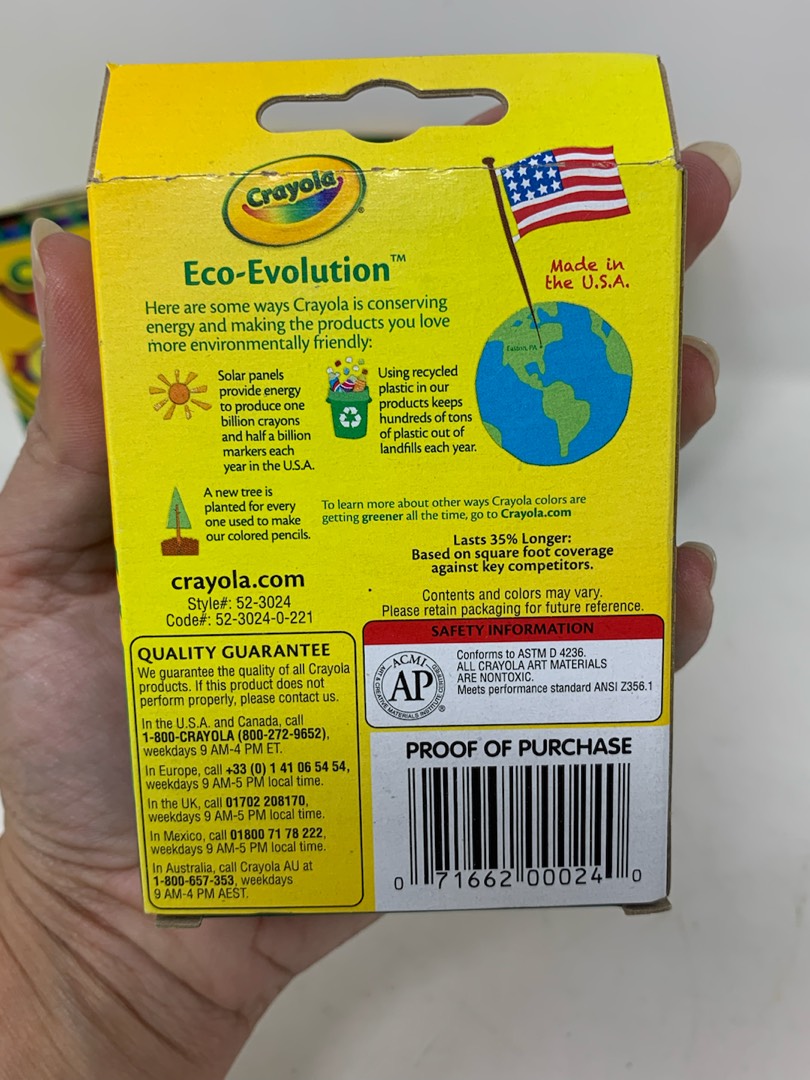 Crayola
®
Eco-Evolution™
Made in
the U.S.A.
Here are some ways Crayola is conserving
energy and making the products you love
more environmentally friendly:
Easton, PA
Solar panels
provide energy
to produce one
billion crayons
and half a billion
markers each
year in the U.S.A.
Using recycled
plastic in our
products keeps
hundreds of tons
of plastic out of
landfills each year.
A new tree is
planted for every
one used to make
our colored pencils.
To learn more about other ways Crayola colors are
getting greener all the time, go to Crayola.com
Lasts 35% Longer:
Based on square foot coverage
against key competitors.
crayola.com
Style#: 52-3024
Code#: 52-3024-0-221
Contents and colors may vary.
Please retain packaging for future reference.
QUALITY GUARANTEE
We guarantee the quality of all Crayola
products. If this product does not
perform properly, please contact us.
In the U.S.A. and Canada, call
1-800-CRAYOLA (800-272-9652),
weekdays 9 AM-4 PM ET.
In Europe, call +33 (0) 1 41 06 54 54,
weekdays 9 AM-5 PM local time.
In the UK, call 01702 208170,
weekdays 9 AM-5 PM local time.
In Mexico, call 01800 71 78 222,
weekdays 9 AM-5 PM local time.
In Australia, call Crayola AU at
1-800-657-353, weekdays
9 AM-4 PM AEST.
SAFETY INFORMATION
ACMI
AP
ART & CREATIVE MATERIALS INSTITUTE CERTIFIED
Conforms to ASTM D 4236.
ALL CRAYOLA ART MATERIALS
ARE NONTOXIC.
Meets performance standard ANSI Z356.1
PROOF OF PURCHASE
0 71662 00024 0